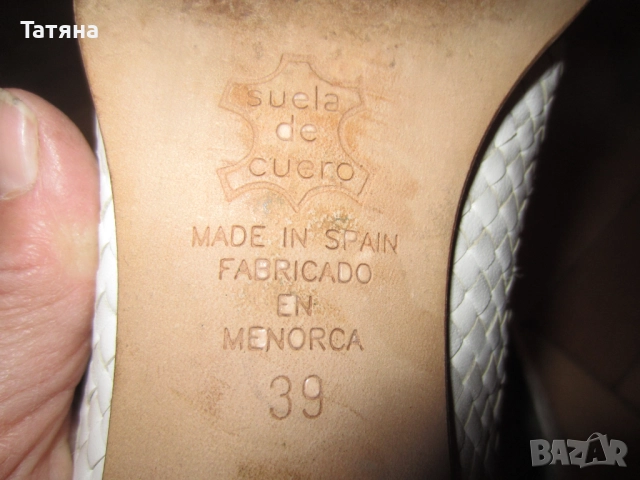 Татяна
suela
de
cuero
MADE IN SPAIN
FABRICADO
EN
MENORCA
39
BAZAR